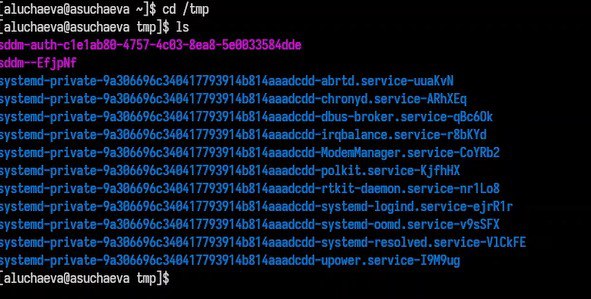 [aluchaeva@asuchaeva ~]$ cd /tmp
[aluchaeva@asuchaeva tmp]$ ls
sddm-auth-c1e1ab80-4757-4c03-8ea8-5e0033584dde
sddm--EfjpNf
systemd-private-9a306696c340417793914b814aaadcdd-abrtd.service-uuaKvN
systemd-private-9a306696c340417793914b814aaadcdd-chronyd.service-ARhXEq
systemd-private-9a306696c340417793914b814aaadcdd-dbus-broker.service-qBc6Ok
systemd-private-9a306696c340417793914b814aaadcdd-irqbalance.service-r8bKYd
systemd-private-9a306696c340417793914b814aaadcdd-ModemManager.service-CoYRb2
systemd-private-9a306696c340417793914b814aaadcdd-polkit.service-KjfhHX
systemd-private-9a306696c340417793914b814aaadcdd-rtkit-daemon.service-nr1Lo8
systemd-private-9a306696c340417793914b814aaadcdd-systemd-logind.service-ejrR1r
systemd-private-9a306696c340417793914b814aaadcdd-systemd-oomd.service-v9sSFX
systemd-private-9a306696c340417793914b814aaadcdd-systemd-resolved.service-VlCkFE
systemd-private-9a306696c340417793914b814aaadcdd-upower.service-I9M9ug
[aluchaeva@asuchaeva tmp]$